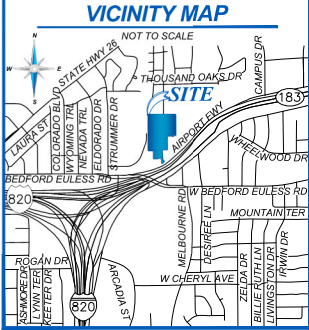 VICINITY MAP
NOT TO SCALE
N
W
E
S
STATE HWY 26
CAMPUS DR
THOUSAND OAKS DR
SITE
183
LAURA ST
COLORADO BLVD
WYOMING TRL
NEVADA TRL
ELDORADO DR
STRUMMER DR
AIRPORT FWY
WHEELWOOD DR
BEDFORD EULESS RD
W BEDFORD EULESS RD
820
MELBOURNE RD
DESIREE LN
MOUNTAIN TER
ROGAN DR
ARCADIA ST
W CHERYL AVE
ASHMORE DR
LYNN TER
KEETER DR
820
ZELDA DR
BILLIE RUTH LN
LIVINGSTON DR
IRWIN DR